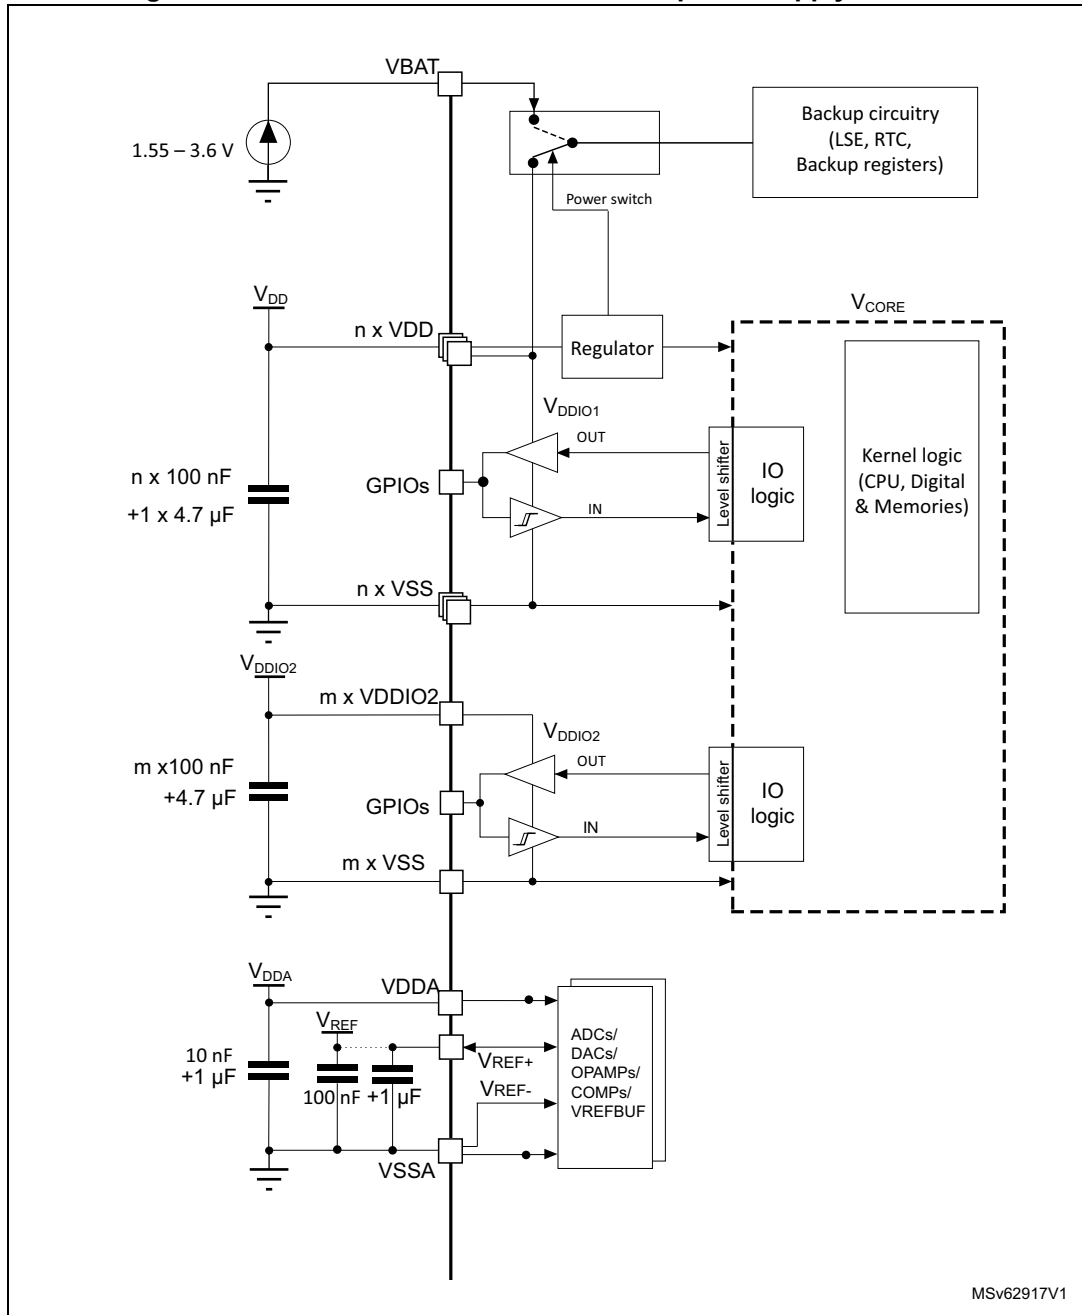 VBAT
1.55 – 3.6 V
Backup circuitry
(LSE, RTC,
Backup registers)
Power switch
VDD
n x VDD
Regulator
VCORE
VDDIO1
OUT
n x 100 nF
+1 x 4.7 µF
GPIOs
IN
Level shifter
IO
logic
Kernel logic
(CPU, Digital
& Memories)
n x VSS
VDDIO2
m x VDDIO2
VDDIO2
OUT
m x100 nF
+4.7 µF
GPIOs
IN
Level shifter
IO
logic
m x VSS
VDDA
VDDA
VREF
10 nF
+1 µF
100 nF
+1 µF
VREF+
VREF-
ADCs/
DACs/
OPAMPs/
COMPs/
VREFBUF
VSSA
MSv62917V1